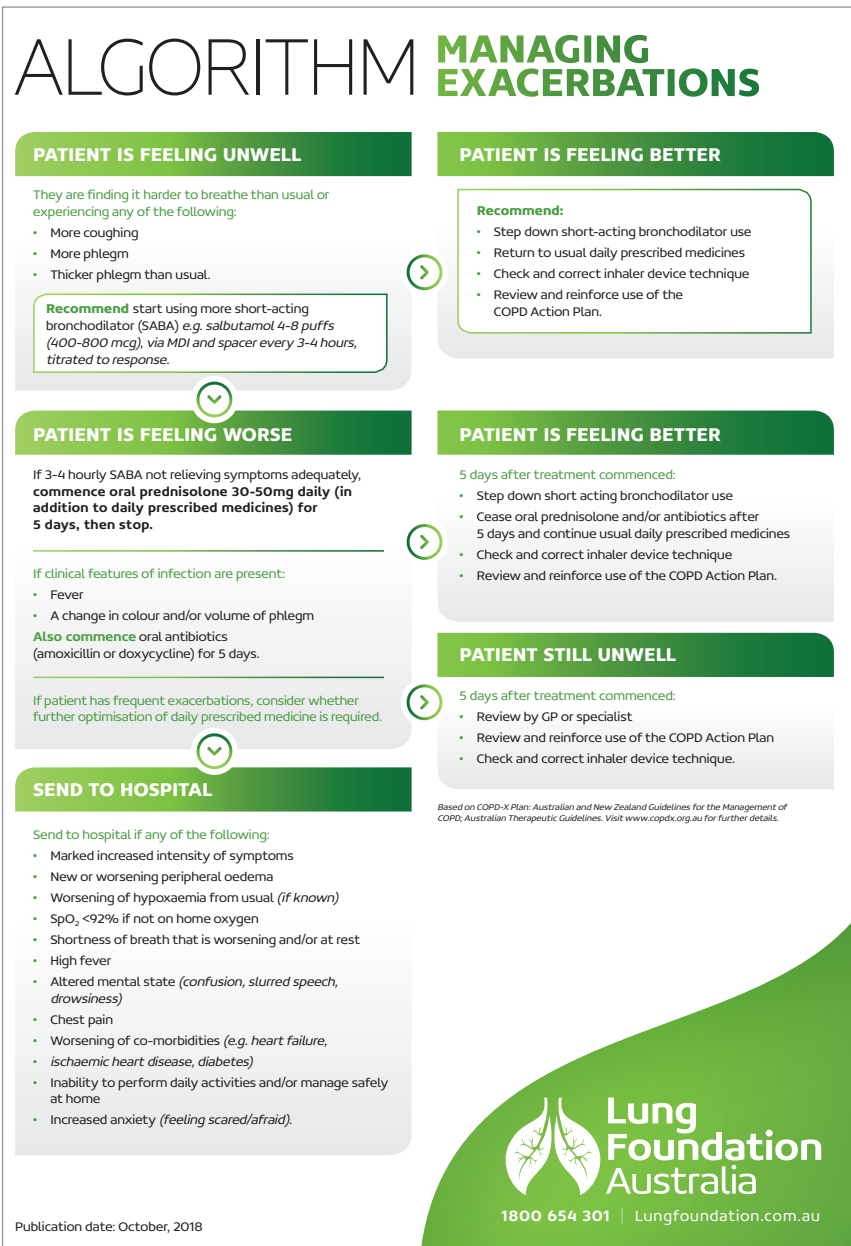 ALGORITHM MANAGING
EXACERBATIONS
PATIENT IS FEELING UNWELL
They are finding it harder to breathe than usual or
experiencing any of the following:
• More coughing
• More phlegm
• Thicker phlegm than usual.
Recommend start using more short-acting
bronchodilator (SABA) e.g. salbutamol 4-8 puffs
(400-800 mcg), via MDI and spacer every 3-4 hours,
titrated to response.
PATIENT IS FEELING BETTER
Recommend:
• Step down short-acting bronchodilator use
• Return to usual daily prescribed medicines
• Check and correct inhaler device technique
• Review and reinforce use of the
COPD Action Plan.
PATIENT IS FEELING WORSE
If 3-4 hourly SABA not relieving symptoms adequately,
commence oral prednisolone 30-50mg daily (in
addition to daily prescribed medicines) for
5 days, then stop.
If clinical features of infection are present:
• Fever
• A change in colour and/or volume of phlegm
Also commence oral antibiotics
(amoxicillin or doxycycline) for 5 days.
If patient has frequent exacerbations, consider whether
further optimisation of daily prescribed medicine is required.
PATIENT IS FEELING BETTER
5 days after treatment commenced:
• Step down short acting bronchodilator use
• Cease oral prednisolone and/or antibiotics after
5 days and continue usual daily prescribed medicines
• Check and correct inhaler device technique
• Review and reinforce use of the COPD Action Plan.
PATIENT STILL UNWELL
5 days after treatment commenced:
• Review by GP or specialist
• Review and reinforce use of the COPD Action Plan
• Check and correct inhaler device technique.
Based on COPD-X Plan: Australian and New Zealand Guidelines for the Management of
COPD; Australian Therapeutic Guidelines. Visit www.copdx.org.au for further details.
SEND TO HOSPITAL
Send to hospital if any of the following:
• Marked increased intensity of symptoms
• New or worsening peripheral oedema
• Worsening of hypoxaemia from usual (if known)
• SpO₂ <92% if not on home oxygen
• Shortness of breath that is worsening and/or at rest
• High fever
• Altered mental state (confusion, slurred speech,
drowsiness)
• Chest pain
• Worsening of co-morbidities (e.g. heart failure,
• ischaemic heart disease, diabetes)
• Inability to perform daily activities and/or manage safely
at home
• Increased anxiety (feeling scared/afraid).
Lung
Foundation
Australia
1800 654 301 | Lungfoundation.com.au
Publication date: October, 2018